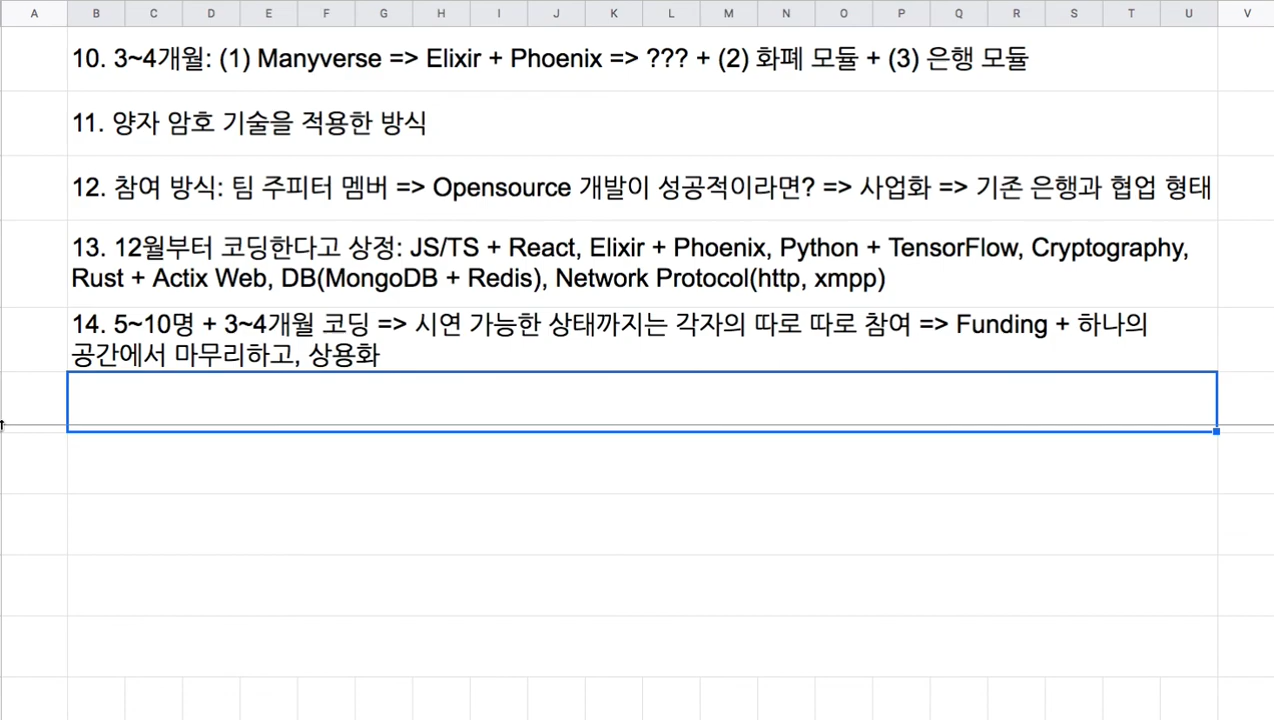 A B C D E F G H I J K L M N O P Q R S T U V
10. 3~4개월: (1) Manyverse => Elixir + Phoenix => ??? + (2) 화폐 모듈 + (3) 은행 모듈
11. 양자 암호 기술을 적용한 방식
12. 참여 방식: 팀 주피터 멤버 => Opensource 개발이 성공적이라면? => 사업화 => 기존 은행과 협업 형태
13. 12월부터 코딩한다고 상정: JS/TS + React, Elixir + Phoenix, Python + TensorFlow, Cryptography,
Rust + Actix Web, DB(MongoDB + Redis), Network Protocol(http, xmpp)
14. 5~10명 + 3~4개월 코딩 => 시연 가능한 상태까지는 각자의 따로 따로 참여 => Funding + 하나의
공간에서 마무리하고, 상용화